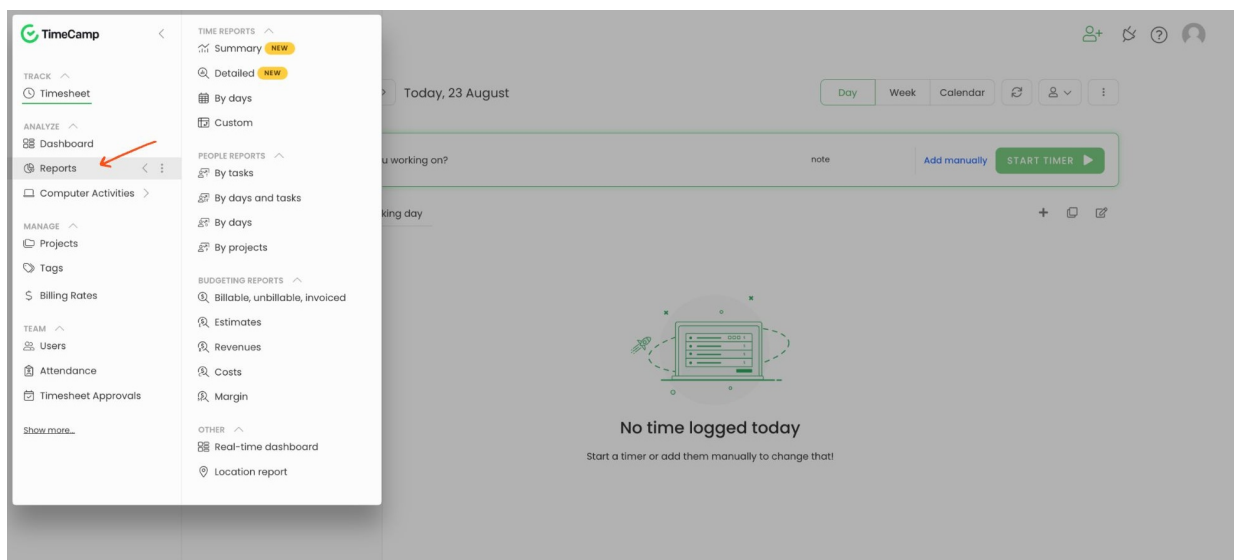 TimeCamp
TRACK
Timesheet
ANALYZE
Dashboard
Reports
Computer Activities
MANAGE
Projects
Tags
Billing Rates
TEAM
Users
Attendance
Timesheet Approvals
Show more...
TIME REPORTS
Summary NEW
Detailed NEW
By days
Custom
PEOPLE REPORTS
By tasks
By days and tasks
By days
By projects
BUDGETING REPORTS
Billable, unbillable, invoiced
Estimates
Revenues
Costs
Margin
OTHER
Real-time dashboard
Location report
Today, 23 August
Day Week Calendar
u working on? note Add manually START TIMER
king day
No time logged today
Start a timer or add them manually to change that!